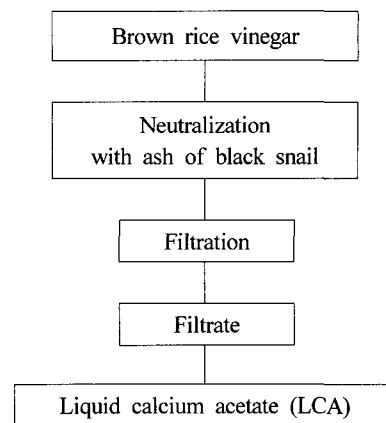 Brown rice vinegar
Neutralization
with ash of black snail
Filtration
Filtrate
Liquid calcium acetate (LCA)